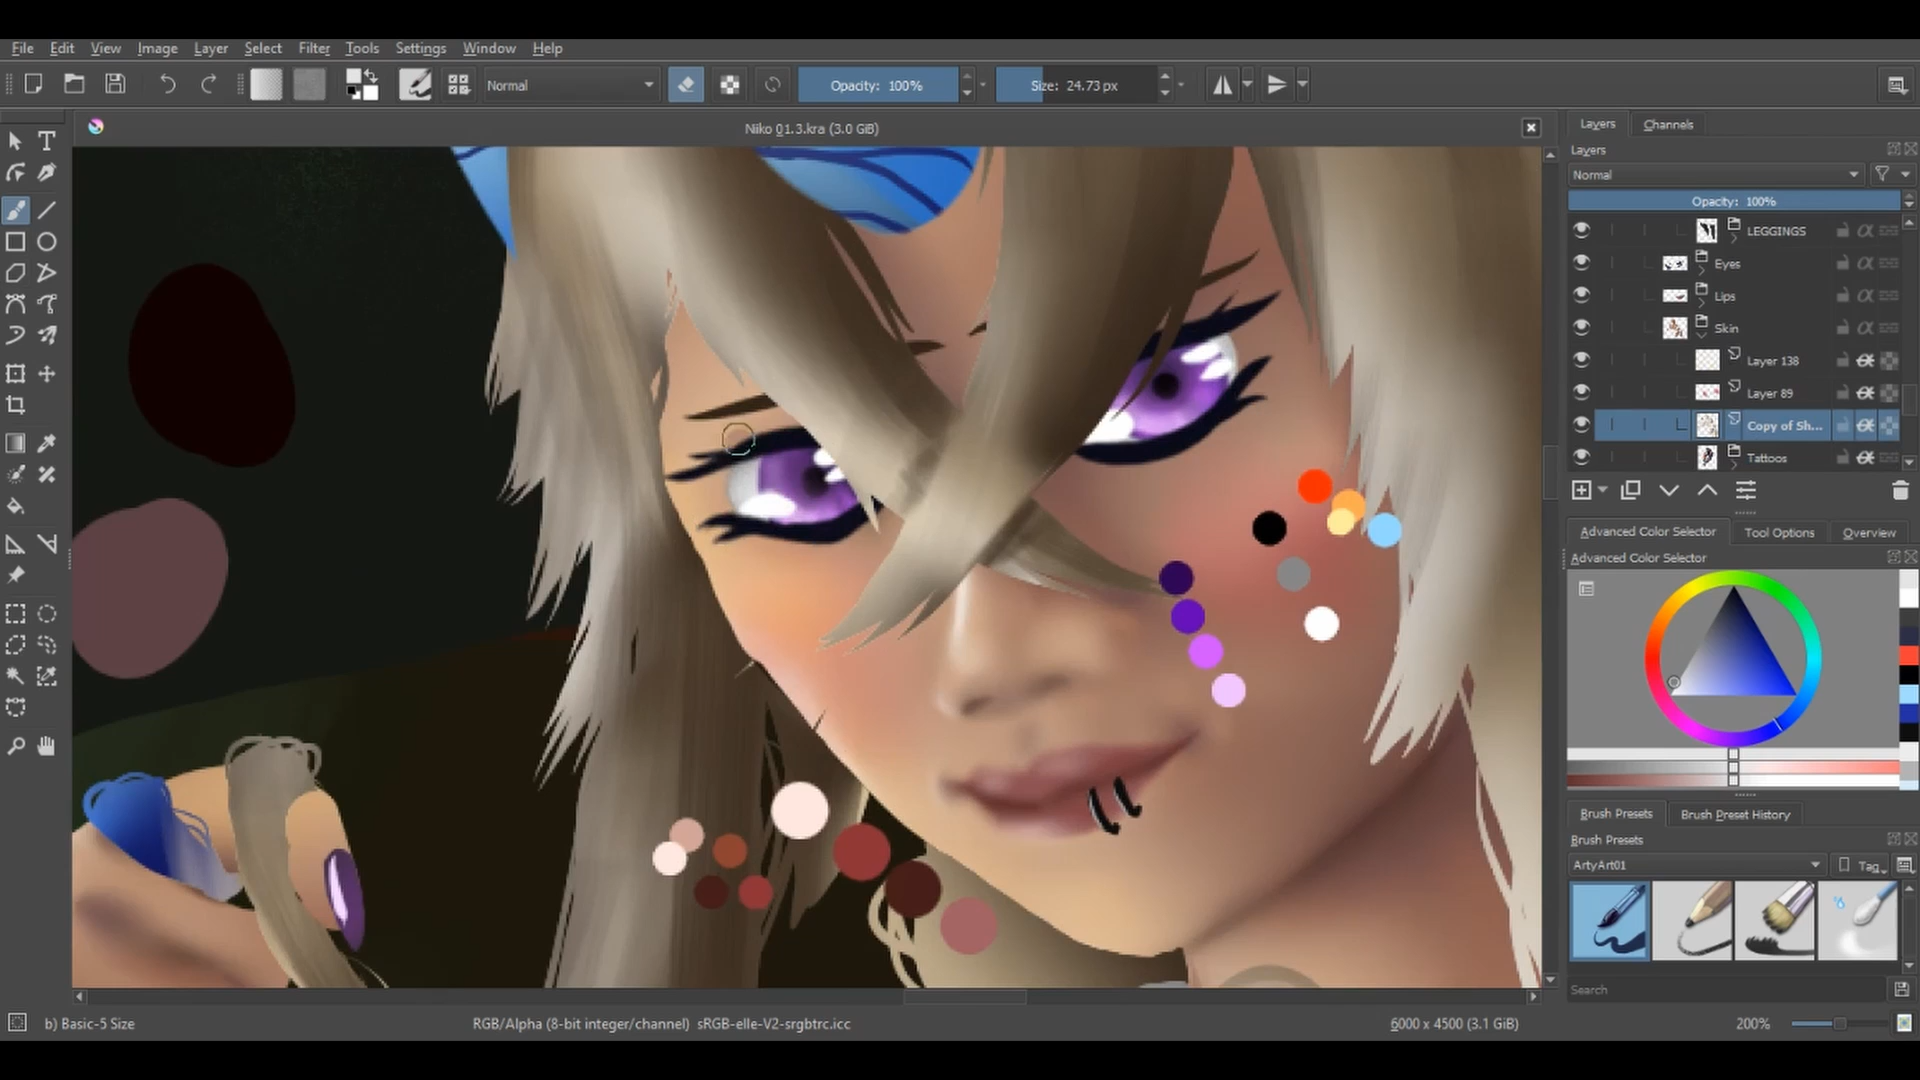 File Edit View Image Layer Select Filter Tools Settings Window Help
Normal
Opacity: 100%
Size: 24.73 px
Niko 01.3.kra (3.0 GiB)
Layers Channels
Layers
Normal
Opacity: 100%
LEGGINGS
Eyes
Lips
Skin
Layer 138
Layer 89
Copy of Sh...
Tattoos
Advanced Color Selector Tool Options Overview
Advanced Color Selector
Brush Presets Brush Preset History
Brush Presets
ArtyArt01 Tag
Search
b) Basic-5 Size
RGB/Alpha (8-bit integer/channel) sRGB-elle-V2-srgbtrc.icc
6000 x 4500 (3.1 GiB)
200%